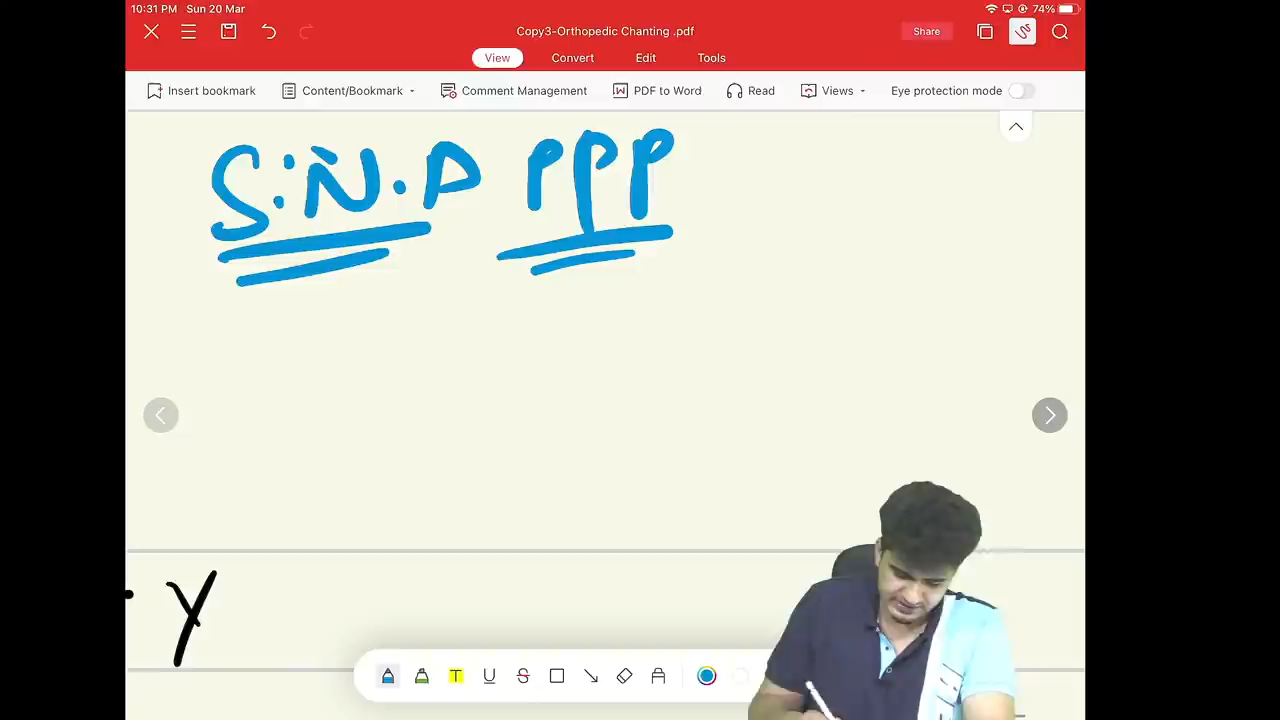 10:31 PM Sun 20 Mar 74%
Copy3-Orthopedic Chanting .pdf
Share
View Convert Edit Tools
Insert bookmark Content/Bookmark Comment Management PDF to Word Read Views Eye protection mode
S:N.D PPP
Y
T U S